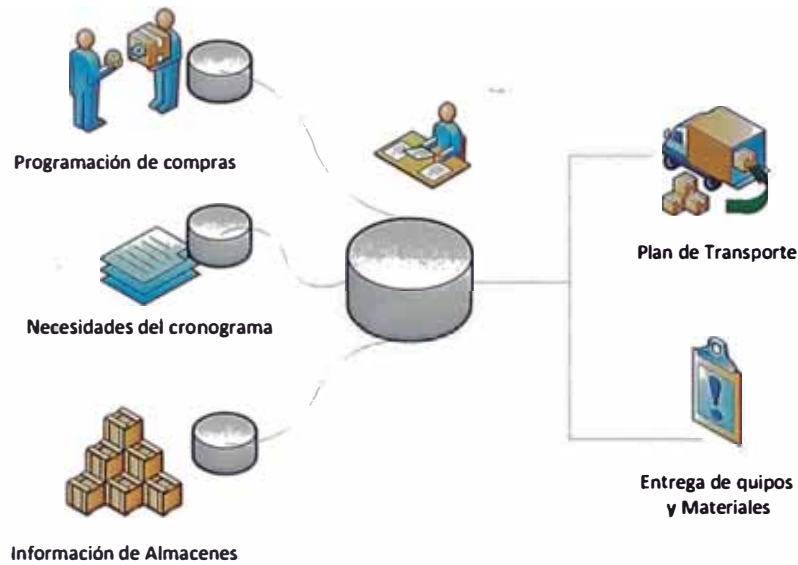 Programación de compras
Plan de Transporte
Necesidades del cronograma
Entrega de quipos
y Materiales
Información de Almacenes